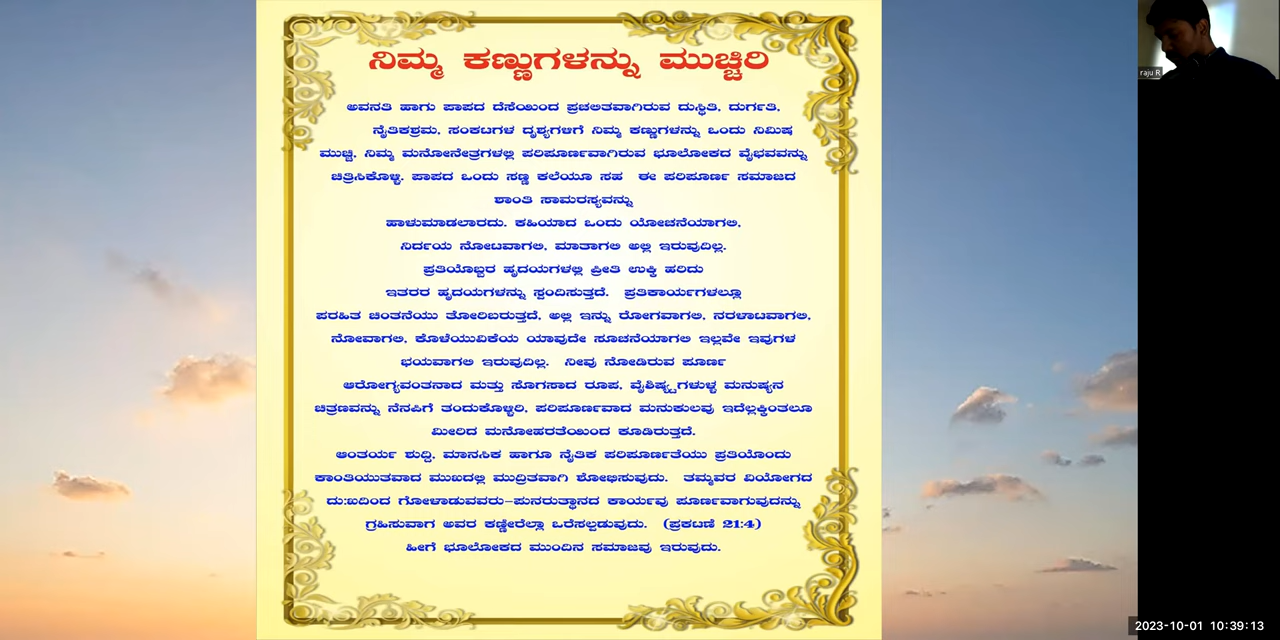 ನಿಮ್ಮ ಕಣ್ಣುಗಳನ್ನು ಮುಚ್ಚಿರಿ
ಅವನತಿ ಹಾಗು ಪಾಪದ ದೆಸೆಯಿಂದ ಪ್ರಚಲಿತವಾಗಿರುವ ದುಸ್ಥಿತಿ, ದುರ್ಗತಿ,
ನೈತಿಕಶ್ರಮ, ಸಂಕಟಗಳ ದೃಶ್ಯಗಳಿಗೆ ನಿಮ್ಮ ಕಣ್ಣುಗಳನ್ನು ಒಂದು ನಿಮಿಷ
ಮುಚ್ಚಿ, ನಿಮ್ಮ ಮನೋನೇತ್ರಗಳಲ್ಲಿ ಪರಿಪೂರ್ಣವಾಗಿರುವ ಭೂಲೋಕದ ವೈಭವವನ್ನು
ಚಿತ್ರಿಸಿಕೊಳ್ಳಿ. ಪಾಪದ ಒಂದು ಸಣ್ಣ ಕಲೆಯೂ ಸಹ ಈ ಪರಿಪೂರ್ಣ ಸಮಾಜದ
ಶಾಂತಿ ಸಾಮರಸ್ಯವನ್ನು
ಹಾಳುಮಾಡಲಾರದು. ಕಹಿಯಾದ ಒಂದು ಯೋಚನೆಯಾಗಲಿ,
ನಿರ್ದಯ ನೋಟವಾಗಲಿ, ಮಾತಾಗಲಿ ಅಲ್ಲಿ ಇರುವುದಿಲ್ಲ.
ಪ್ರತಿಯೊಬ್ಬರ ಹೃದಯಗಳಲ್ಲಿ ಪ್ರೀತಿ ಉಕ್ಕಿ ಹರಿದು
ಇತರರ ಹೃದಯಗಳನ್ನು ಸ್ಪಂದಿಸುತ್ತದೆ. ಪ್ರತಿಕಾರ್ಯಗಳಲ್ಲೂ
ಪರಹಿತ ಚಿಂತನೆಯು ತೋರಿಬರುತ್ತದೆ, ಅಲ್ಲಿ ಇನ್ನು ರೋಗವಾಗಲಿ, ನರಳಾಟವಾಗಲಿ,
ನೋವಾಗಲಿ, ಕೊಳೆಯುವಿಕೆಯ ಯಾವುದೇ ಸೂಚನೆಯಾಗಲಿ ಇಲ್ಲವೇ ಇವುಗಳ
ಭಯವಾಗಲಿ ಇರುವುದಿಲ್ಲ. ನೀವು ನೋಡಿರುವ ಪೂರ್ಣ
ಆರೋಗ್ಯವಂತನಾದ ಮತ್ತು ಸೊಗಸಾದ ರೂಪ, ವೈಶಿಷ್ಟ್ಯಗಳುಳ್ಳ ಮನುಷ್ಯನ
ಚಿತ್ರಣವನ್ನು ನೆನಪಿಗೆ ತಂದುಕೊಳ್ಳಿರಿ, ಪರಿಪೂರ್ಣವಾದ ಮನುಕುಲವು ಇದೆಲ್ಲಕ್ಕಿಂತಲೂ
ಮೀರಿದ ಮನೋಹರತೆಯಿಂದ ಕೂಡಿರುತ್ತದೆ.
ಆಂತರ್ಯ ಶುದ್ಧಿ, ಮಾನಸಿಕ ಹಾಗೂ ನೈತಿಕ ಪರಿಪೂರ್ಣತೆಯು ಪ್ರತಿಯೊಂದು
ಕಾಂತಿಯುತವಾದ ಮುಖದಲ್ಲಿ ಮುದ್ರಿತವಾಗಿ ಶೋಭಿಸುವುದು. ತಮ್ಮವರ ವಿಯೋಗದ
ದು:ಖದಿಂದ ಗೋಳಾಡುವವರು-ಪುನರುತ್ಥಾನದ ಕಾರ್ಯವು ಪೂರ್ಣವಾಗುವುದನ್ನು
ಗ್ರಹಿಸುವಾಗ ಅವರ ಕಣ್ಣೀರೆಲ್ಲಾ ಒರೆಸಲ್ಪಡುವುದು. (ಪ್ರಕಟಣೆ 21:4)
ಹೀಗೆ ಭೂಲೋಕದ ಮುಂದಿನ ಸಮಾಜವು ಇರುವುದು.
raju R
2023-10-01 10:39:13